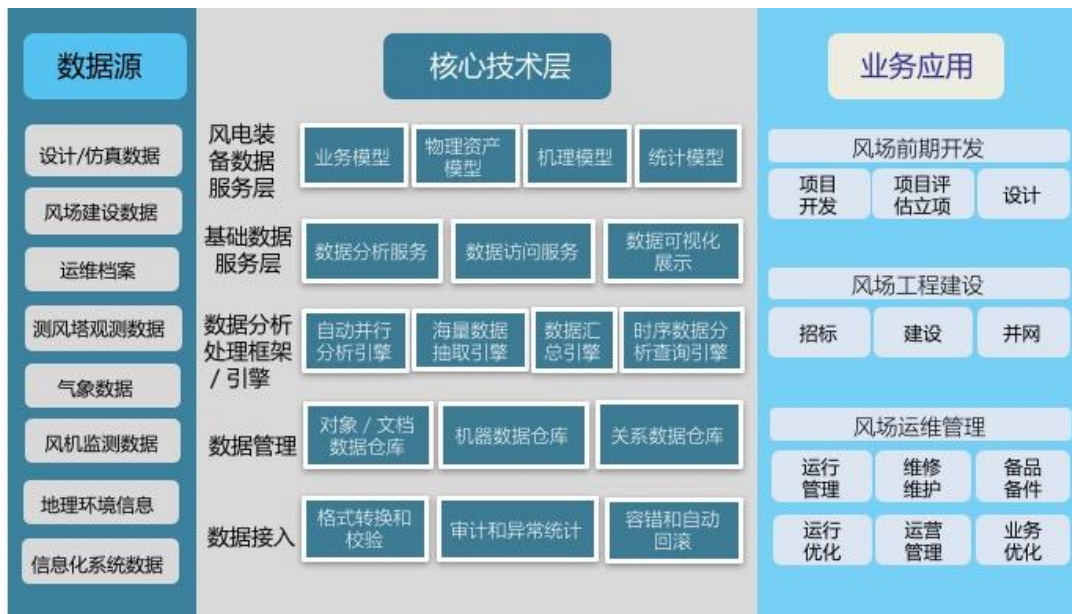 数据源
设计/仿真数据
风场建设数据
运维档案
测风塔观测数据
气象数据
风机监测数据
地理环境信息
信息化系统数据
核心技术层
风电装
备数据
服务层
业务模型
物理资产
模型
机理模型
统计模型
基础数据
服务层
数据分析服务
数据访问服务
数据可视化
展示
数据分析
处理框架
/引擎
自动并行
分析引擎
海量数据
抽取引擎
数据汇
总引擎
时序数据分
析查询引擎
数据管理
对象/文档
数据仓库
机器数据仓库
关系数据仓库
数据接入
格式转换和
校验
审计和异常统计
容错和自动
回滚
业务应用
风场前期开发
项目
开发
项目评
估立项
设计
风场工程建设
招标
建设
并网
风场运维管理
运行
管理
维修
维护
备品
备件
运行
优化
运营
管理
业务
优化